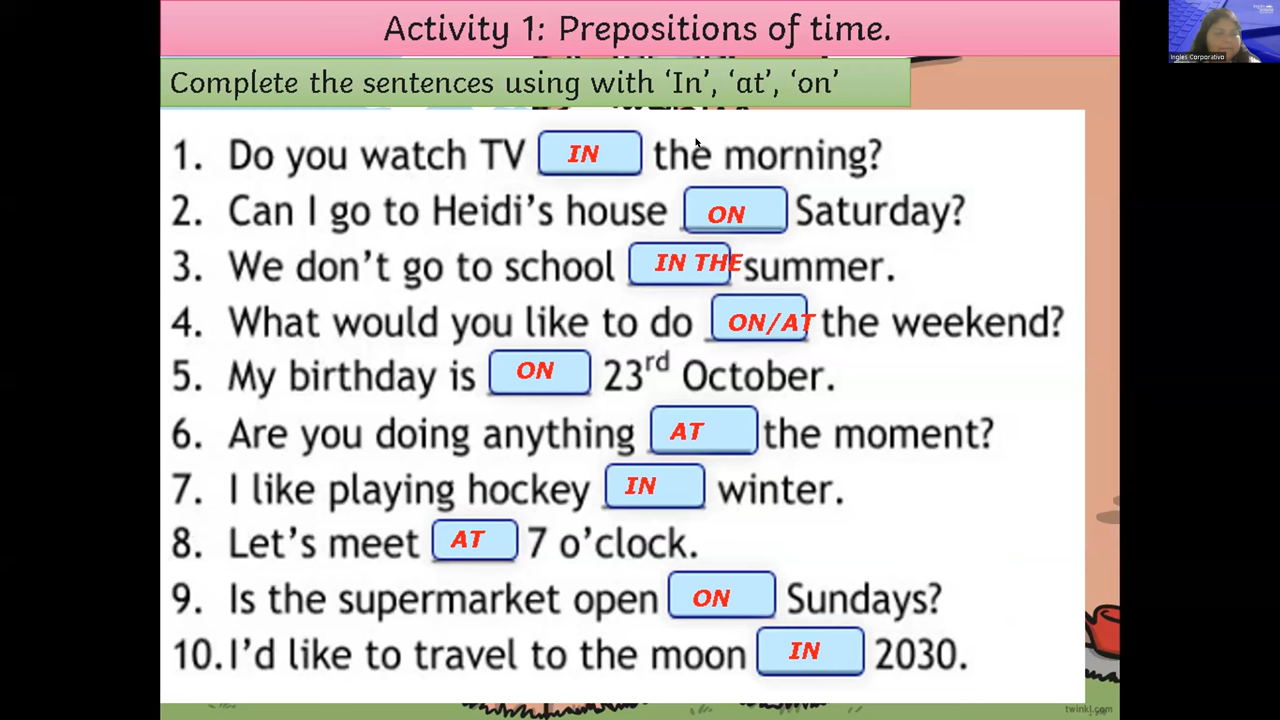 Activity 1: Prepositions of time.
Ingles Corporativo
Complete the sentences using with ‘In’, ‘at’, ‘on’
1. Do you watch TV IN the morning?
2. Can I go to Heidi’s house ON Saturday?
3. We don’t go to school IN THE summer.
4. What would you like to do ON/AT the weekend?
5. My birthday is ON 23rd October.
6. Are you doing anything AT the moment?
7. I like playing hockey IN winter.
8. Let’s meet AT 7 o’clock.
9. Is the supermarket open ON Sundays?
10. I’d like to travel to the moon IN 2030.
twinkl.com